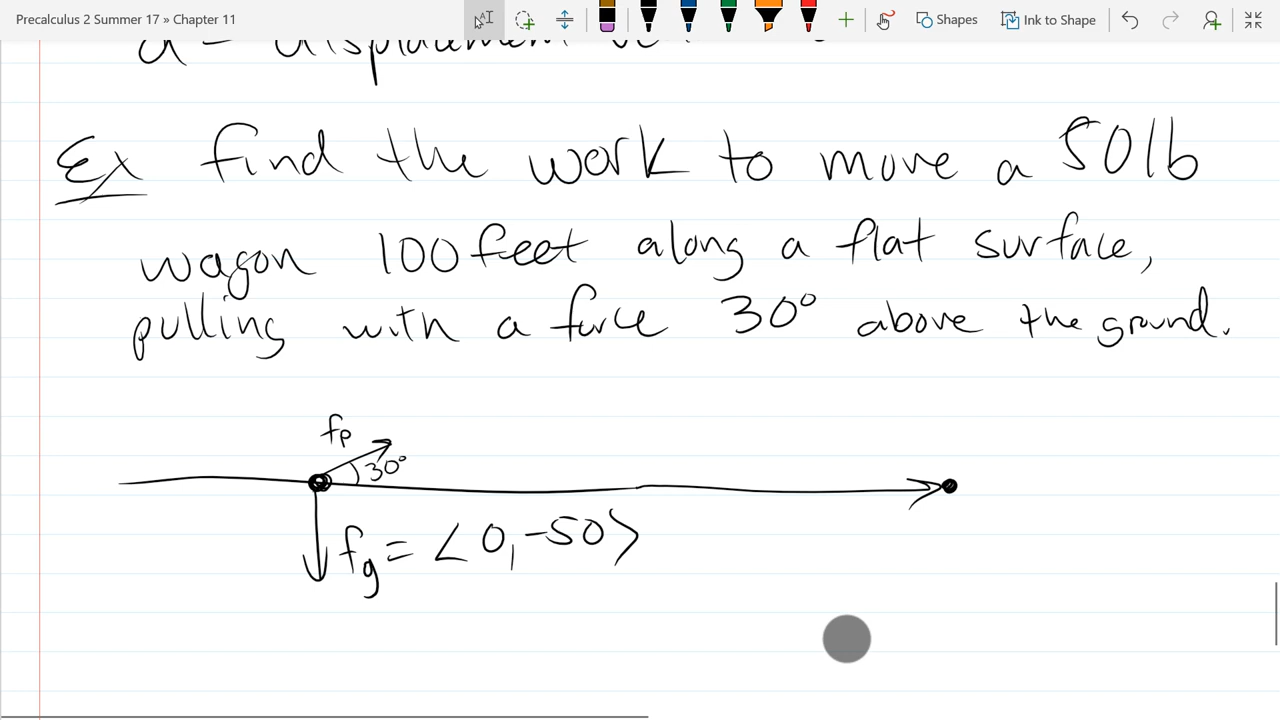 Precalculus 2 Summer 17 » Chapter 11
Shapes
Ink to Shape
Ex find the work to move a 50lb
wagon 100 feet along a flat surface,
pulling with a force 30° above the ground.
fp
30°
fg = <0, -50>